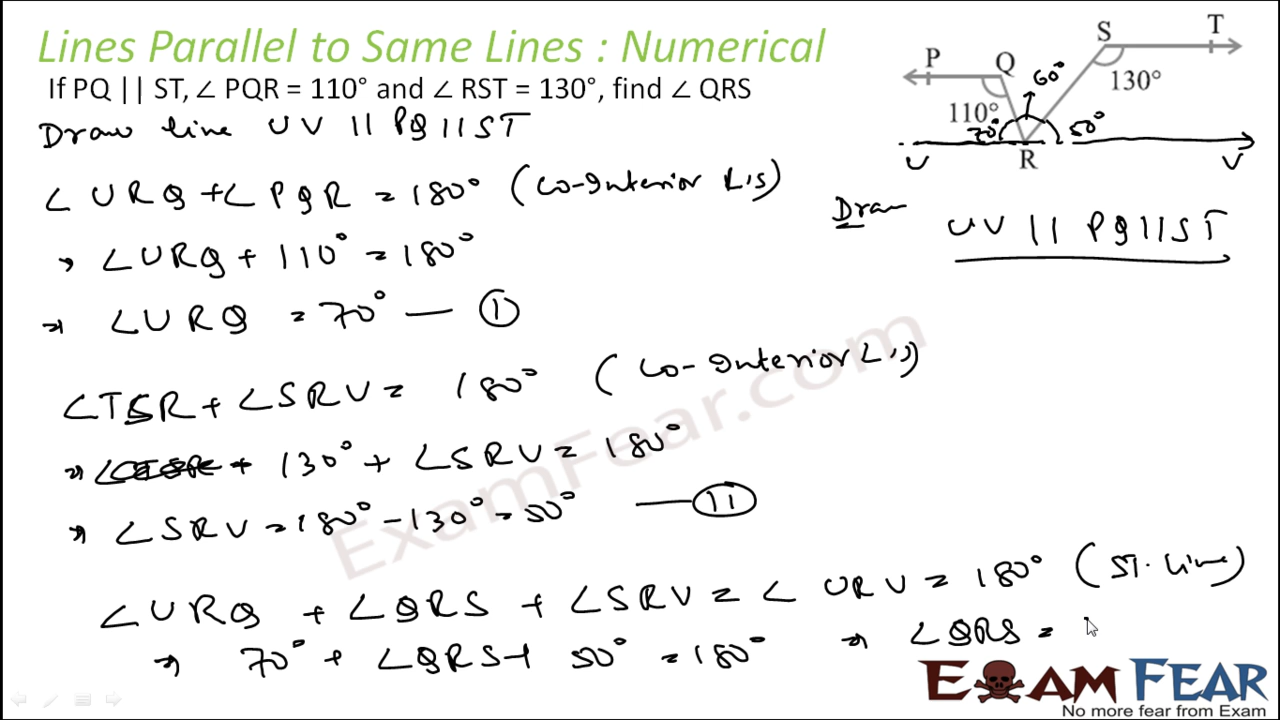 Lines Parallel to Same Lines : Numerical
If PQ || ST, ∠ PQR = 110° and ∠ RST = 130°, find ∠ QRS
Draw line UV || PQ || ST
∠URQ + ∠PQR = 180° (Co-Interior ∠'s)
⇒ ∠URQ + 110° = 180°
⇒ ∠URQ = 70° — ①
∠TSR + ∠SRV = 180° (Co-Interior ∠'s)
⇒ 130° + ∠SRV = 180°
⇒ ∠SRV = 180° - 130° = 50° — (11)
∠URQ + ∠QRS + ∠SRV = ∠URV = 180° (ST. Line)
⇒ 70° + ∠QRS + 50° = 180° ⇒ ∠QRS =
P Q S T
60°
130°
110°
70° 50°
U R V
Draw
UV || PQ || ST
ExamFear.com
EXAM FEAR
No more fear from Exam